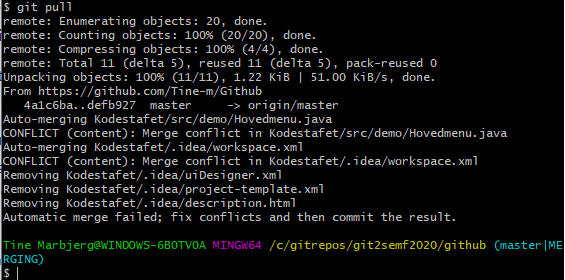 $ git pull
remote: Enumerating objects: 20, done.
remote: Counting objects: 100% (20/20), done.
remote: Compressing objects: 100% (4/4), done.
remote: Total 11 (delta 5), reused 11 (delta 5), pack-reused 0
Unpacking objects: 100% (11/11), 1.22 KiB | 51.00 KiB/s, done.
From https://github.com/Tine-m/Github
   4a1c6ba..defb927  master     -> origin/master
Auto-merging Kodestafet/src/demo/Hovedmenu.java
CONFLICT (content): Merge conflict in Kodestafet/src/demo/Hovedmenu.java
Auto-merging Kodestafet/.idea/workspace.xml
CONFLICT (content): Merge conflict in Kodestafet/.idea/workspace.xml
Removing Kodestafet/.idea/uiDesigner.xml
Removing Kodestafet/.idea/project-template.xml
Removing Kodestafet/.idea/description.html
Automatic merge failed; fix conflicts and then commit the result.
Tine Marbjerg@WINDOWS-6B0TVOA MINGW64 /c/gitrepos/git2semf2020/github (master|ME
RGING)
$